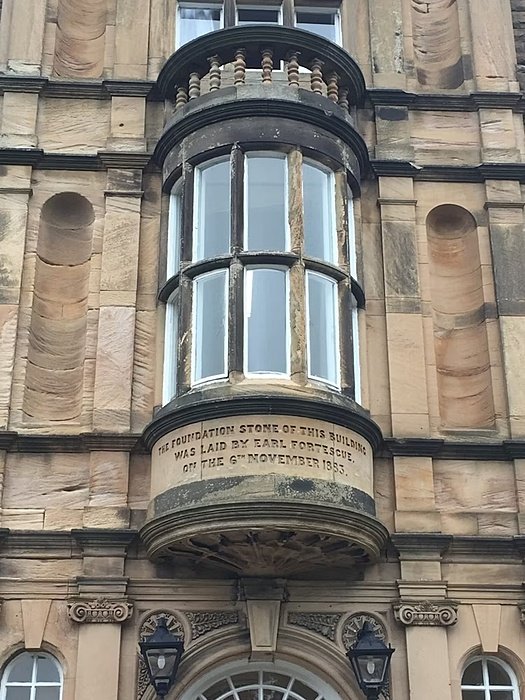 THE FOUNDATION STONE OF THIS BUILDING
WAS LAID BY EARL FORTESCUE.
ON THE 6TH NOVEMBER 1883.